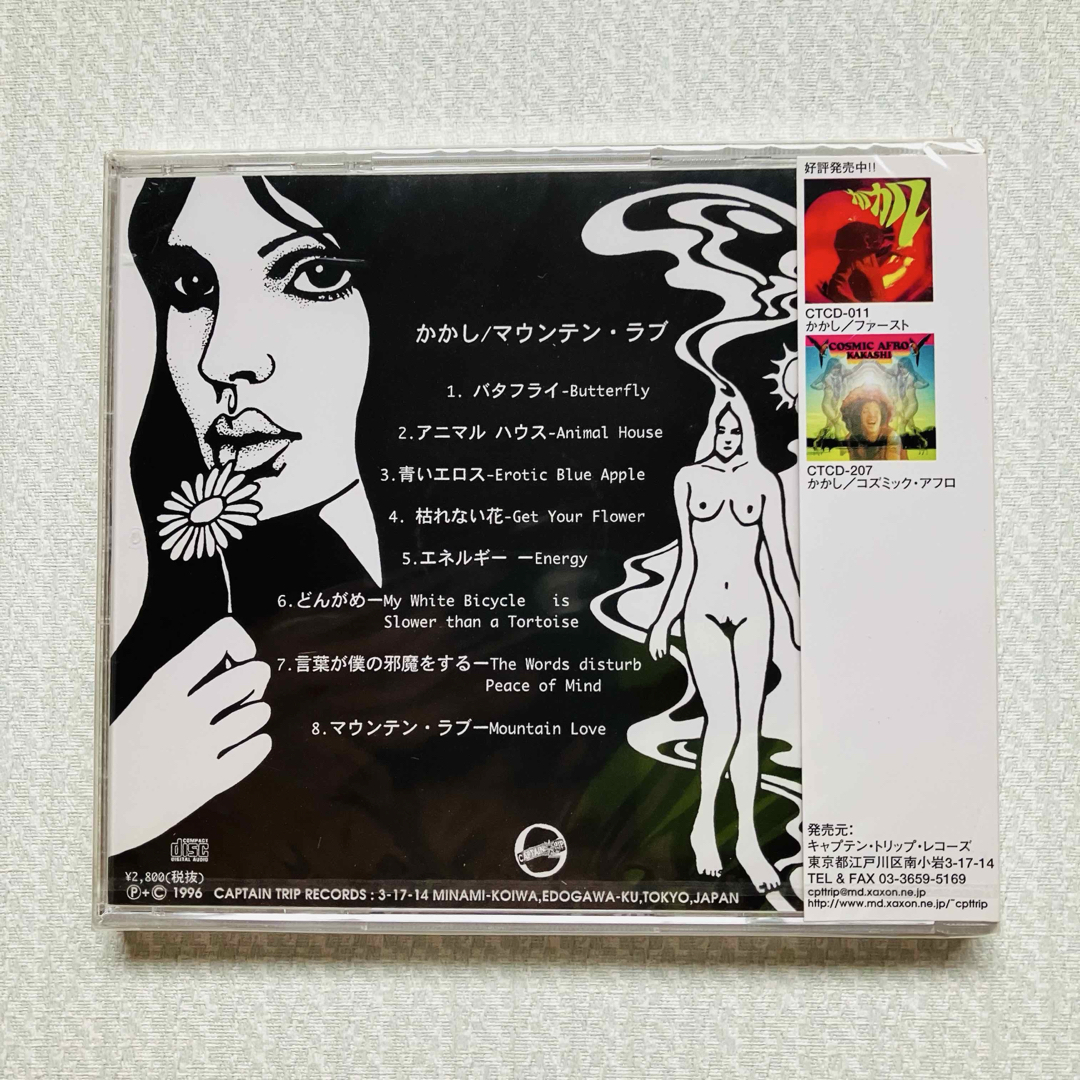 かかし/マウンテン・ラブ
1. バタフライ-Butterfly
2.アニマル ハウス-Animal House
3.青いエロス-Erotic Blue Apple
4. 枯れない花-Get Your Flower
5.エネルギー ーEnergy
6.どんがめーMy White Bicycle is
Slower than a Tortoise
7.言葉が僕の邪魔をするーThe Words disturb
Peace of Mind
8.マウンテン・ラブーMountain Love
COMPACT
disc
DIGITAL AUDIO
¥2,800(税抜)
Ⓟ+Ⓒ 1996 CAPTAIN TRIP RECORDS : 3-17-14 MINAMI-KOIWA,EDOGAWA-KU,TOKYO,JAPAN
CAPTAIN TRIP
好評発売中!!
CTCD-011
かかし／ファースト
COSMIC AFRO
KAKASHI
CTCD-207
かかし／コズミック・アフロ
発売元:
キャプテン・トリップ・レコーズ
東京都江戸川区南小岩3-17-14
TEL & FAX 03-3659-5169
cpttrip@md.xaxon.ne.jp
http://www.md.xaxon.ne.jp/~cpttrip